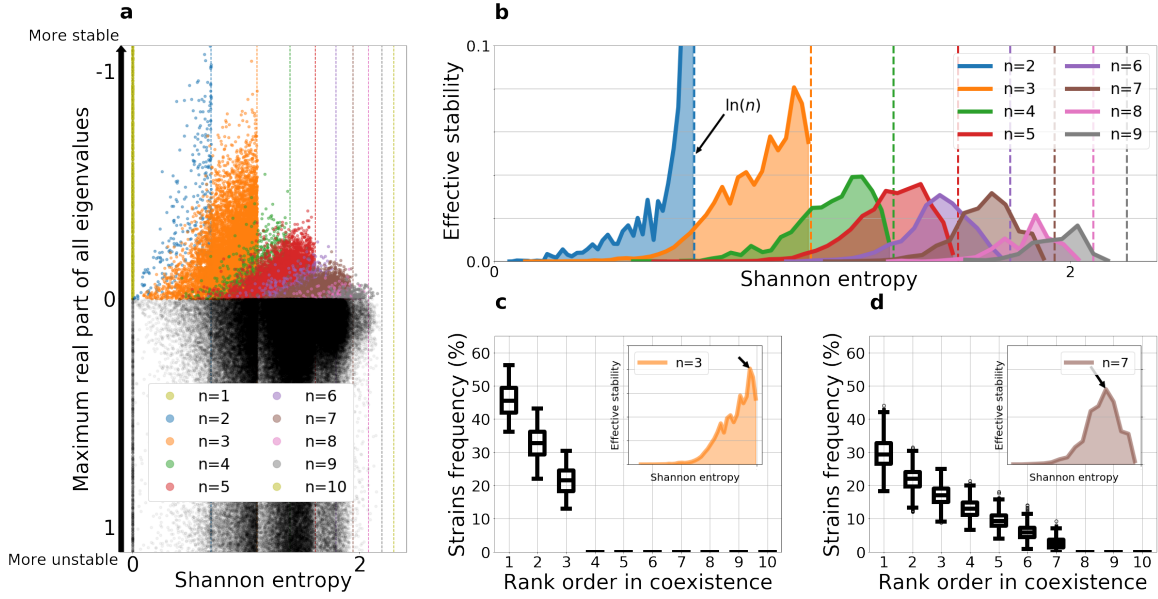 a
More stable
-1
0
1
More unstable
Maximum real part of all eigenvalues
n=1
n=2
n=3
n=4
n=5
n=6
n=7
n=8
n=9
n=10
0
2
Shannon entropy
b
0.1
0.0
Effective stability
ln(n)
n=2
n=3
n=4
n=5
n=6
n=7
n=8
n=9
0
2
Shannon entropy
c
60
50
40
30
20
10
0
Strains frequency (%)
n=3
Effective stability
Shannon entropy
1 2 3 4 5 6 7 8 9 10
Rank order in coexistence
d
60
50
40
30
20
10
0
Strains frequency (%)
n=7
Effective stability
Shannon entropy
1 2 3 4 5 6 7 8 9 10
Rank order in coexistence